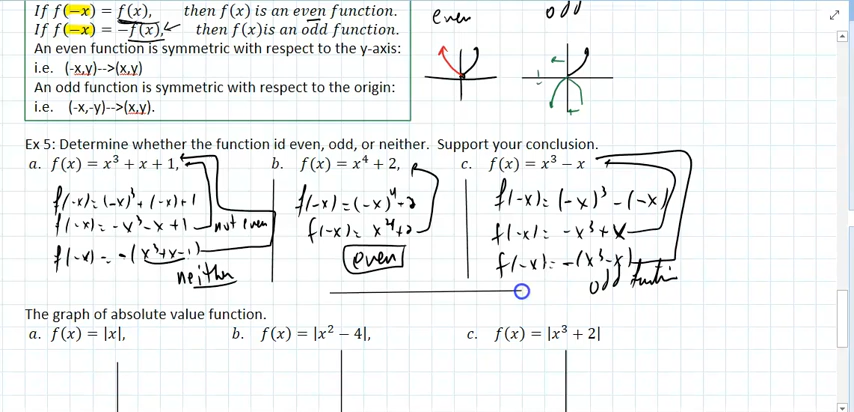 even odd
If f(−x) = f(x), then f(x) is an even function.
If f(−x) = −f(x), then f(x)is an odd function.
An even function is symmetric with respect to the y-axis:
i.e. (-x,y)-->(x,y)
An odd function is symmetric with respect to the origin:
i.e. (-x,-y)-->(x,y).
Ex 5: Determine whether the function id even, odd, or neither. Support your conclusion.
a. f(x) = x³ + x + 1, b. f(x) = x⁴ + 2, c. f(x) = x³ − x
f(-x) = (-x)³ + (-x) + 1 f(-x) = (-x)⁴ + 2 f(-x) = (-x)³ - (-x)
f(-x) = -x³ - x + 1 not even f(-x) = x⁴ + 2 f(-x) = -x³ + x
f(-x) = -(x³ + x - 1) even f(-x) = -(x³ - x)
neither odd
The graph of absolute value function.
a. f(x) = |x|, b. f(x) = |x² − 4|, c. f(x) = |x³ + 2|